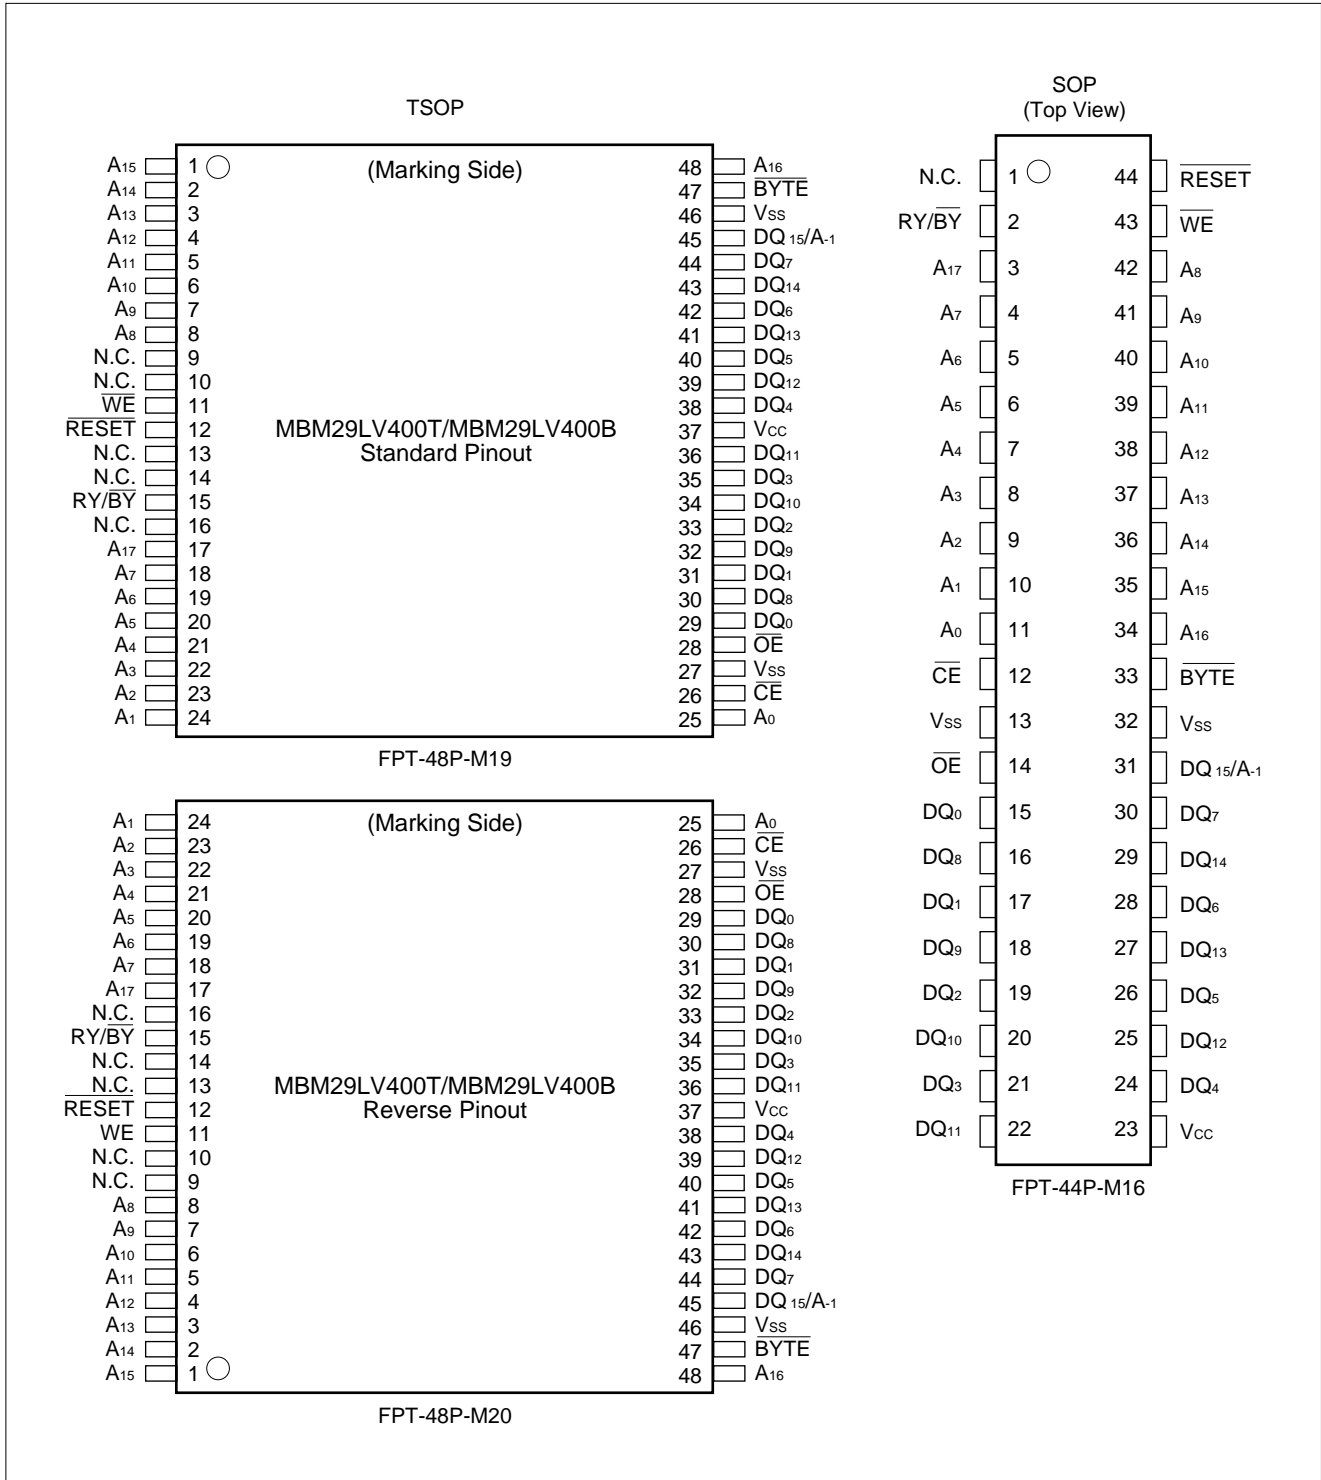 TSOP
A15 1 (Marking Side) 48 A16
A14 2 47 BYTE
A13 3 46 VSS
A12 4 45 DQ 15/A-1
A11 5 44 DQ7
A10 6 43 DQ14
A9 7 42 DQ6
A8 8 41 DQ13
N.C. 9 40 DQ5
N.C. 10 39 DQ12
WE 11 38 DQ4
RESET 12 MBM29LV400T/MBM29LV400B 37 VCC
N.C. 13 Standard Pinout 36 DQ11
N.C. 14 35 DQ3
RY/BY 15 34 DQ10
N.C. 16 33 DQ2
A17 17 32 DQ9
A7 18 31 DQ1
A6 19 30 DQ8
A5 20 29 DQ0
A4 21 28 OE
A3 22 27 VSS
A2 23 26 CE
A1 24 25 A0
FPT-48P-M19
A1 24 (Marking Side) 25 A0
A2 23 26 CE
A3 22 27 VSS
A4 21 28 OE
A5 20 29 DQ0
A6 19 30 DQ8
A7 18 31 DQ1
A17 17 32 DQ9
N.C. 16 33 DQ2
RY/BY 15 34 DQ10
N.C. 14 35 DQ3
N.C. 13 MBM29LV400T/MBM29LV400B 36 DQ11
RESET 12 Reverse Pinout 37 VCC
WE 11 38 DQ4
N.C. 10 39 DQ12
N.C. 9 40 DQ5
A8 8 41 DQ13
A9 7 42 DQ6
A10 6 43 DQ14
A11 5 44 DQ7
A12 4 45 DQ 15/A-1
A13 3 46 VSS
A14 2 47 BYTE
A15 1 48 A16
FPT-48P-M20
SOP
(Top View)
N.C. 1 44 RESET
RY/BY 2 43 WE
A17 3 42 A8
A7 4 41 A9
A6 5 40 A10
A5 6 39 A11
A4 7 38 A12
A3 8 37 A13
A2 9 36 A14
A1 10 35 A15
A0 11 34 A16
CE 12 33 BYTE
VSS 13 32 VSS
OE 14 31 DQ 15/A-1
DQ0 15 30 DQ7
DQ8 16 29 DQ14
DQ1 17 28 DQ6
DQ9 18 27 DQ13
DQ2 19 26 DQ5
DQ10 20 25 DQ12
DQ3 21 24 DQ4
DQ11 22 23 VCC
FPT-44P-M16